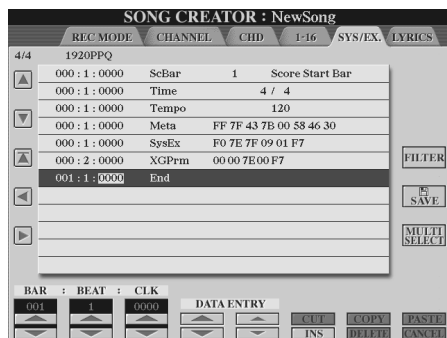 SONG CREATOR : NewSong
REC MODE CHANNEL CHD 1-16 SYS/EX. LYRICS
4/4 1920PPQ
000 : 1 : 0000 ScBar 1 Score Start Bar
000 : 1 : 0000 Time 4 / 4
000 : 1 : 0000 Tempo 120
000 : 1 : 0000 Meta FF 7F 43 7B 00 58 46 30
000 : 1 : 0000 SysEx F0 7E 7F 09 01 F7
000 : 2 : 0000 XGPrm 00 00 7E 00 F7
001 : 1 : 0000 End
FILTER
SAVE
MULTI
SELECT
BAR : BEAT : CLK
001 1 0000 DATA ENTRY
CUT COPY PASTE
INS DELETE CANCEL